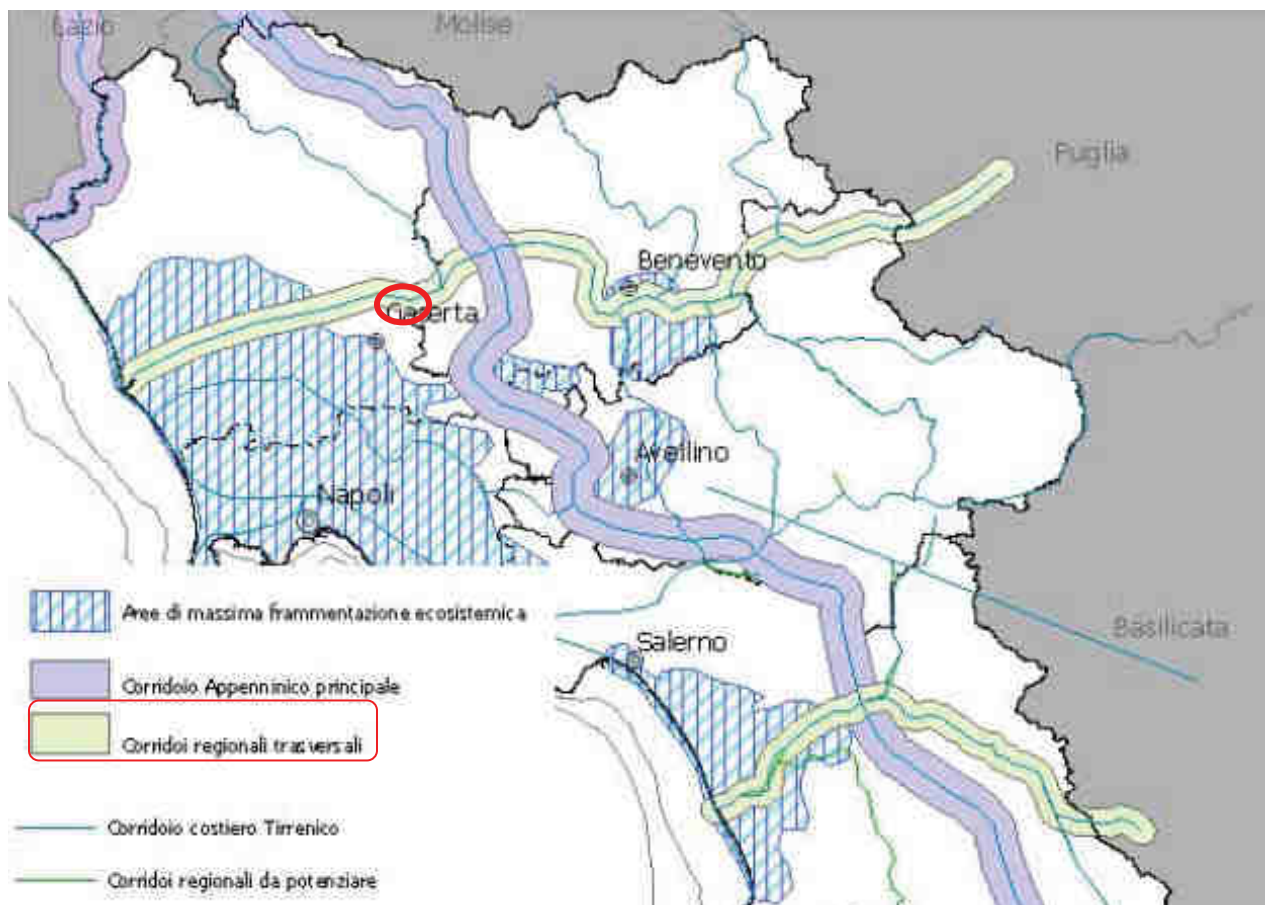 Lazio
Molise
Puglia
Benevento
Caserta
Avellino
Napoli
Aree di massima frammentazione ecosistemica
Salerno
Basilicata
Corridoio Appenninico principale
Corridoi regionali trasversali
Corridoio costiero Tirrenico
Corridoi regionali da potenziare